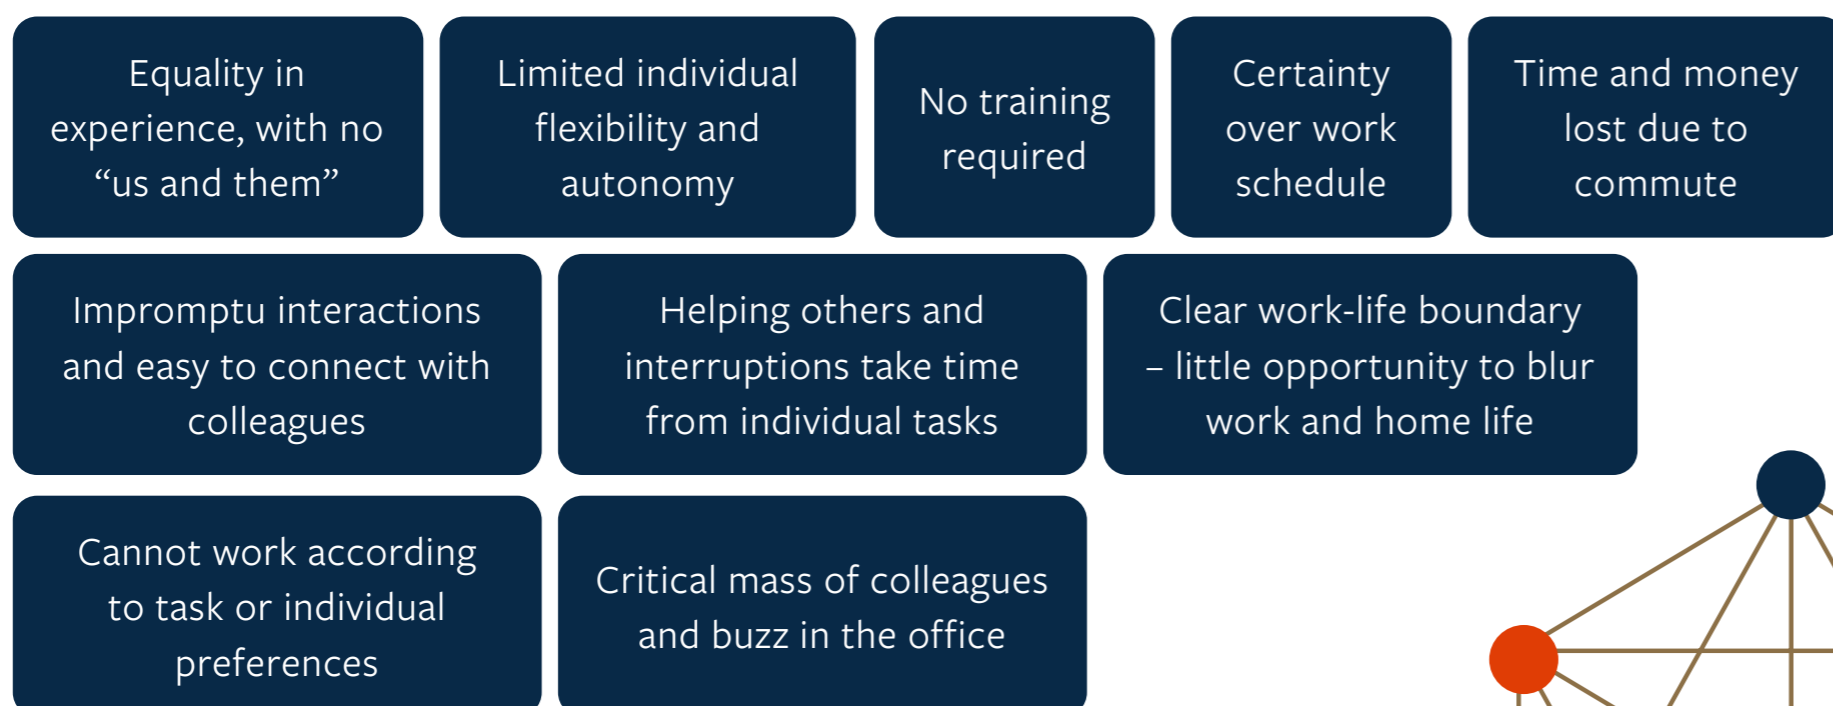 Equality in
experience, with no
“us and them”
Limited individual
flexibility and
autonomy
No training
required
Certainty
over work
schedule
Time and money
lost due to
commute
Impromptu interactions
and easy to connect with
colleagues
Helping others and
interruptions take time
from individual tasks
Clear work-life boundary
– little opportunity to blur
work and home life
Cannot work according
to task or individual
preferences
Critical mass of colleagues
and buzz in the office